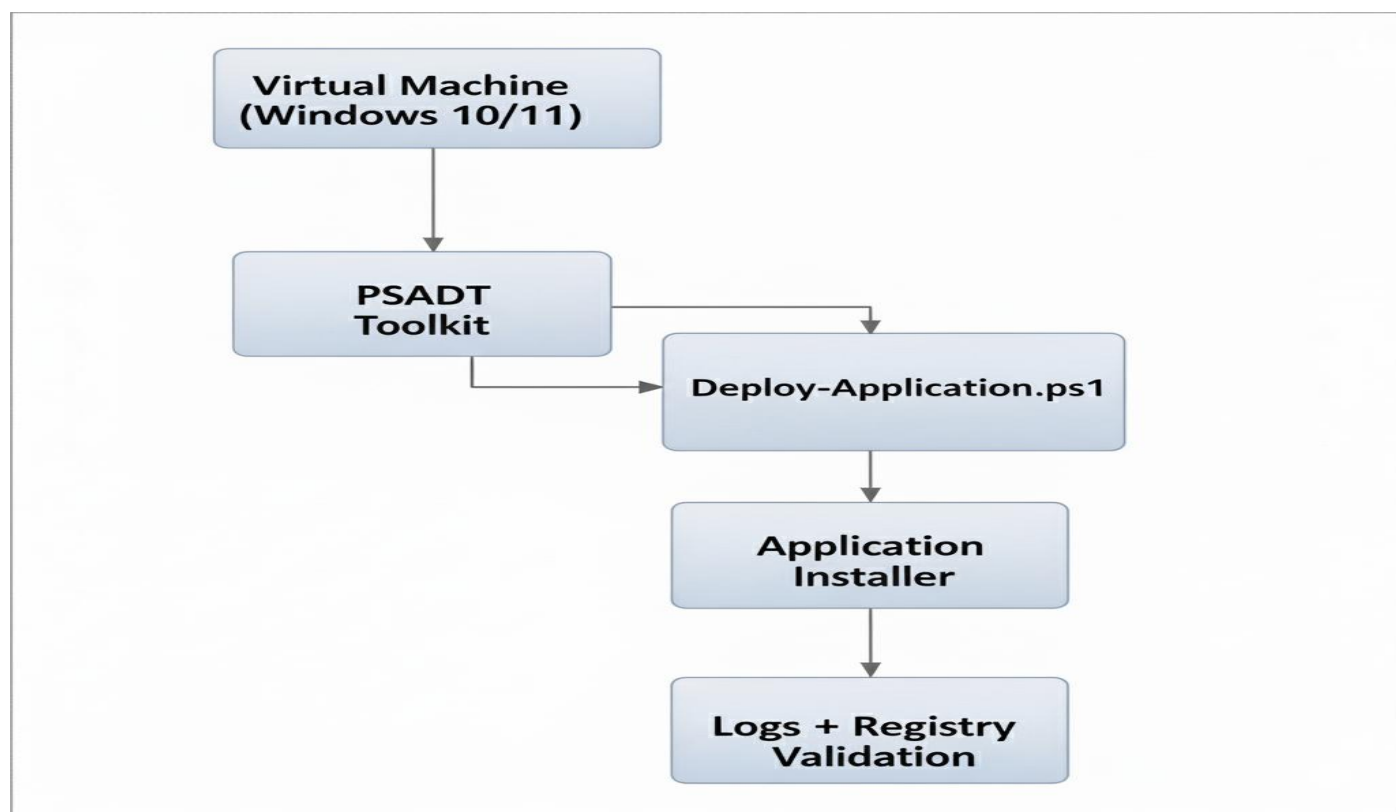 Virtual Machine
(Windows 10/11)
PSADT
Toolkit
Deploy-Application.ps1
Application
Installer
Logs + Registry
Validation